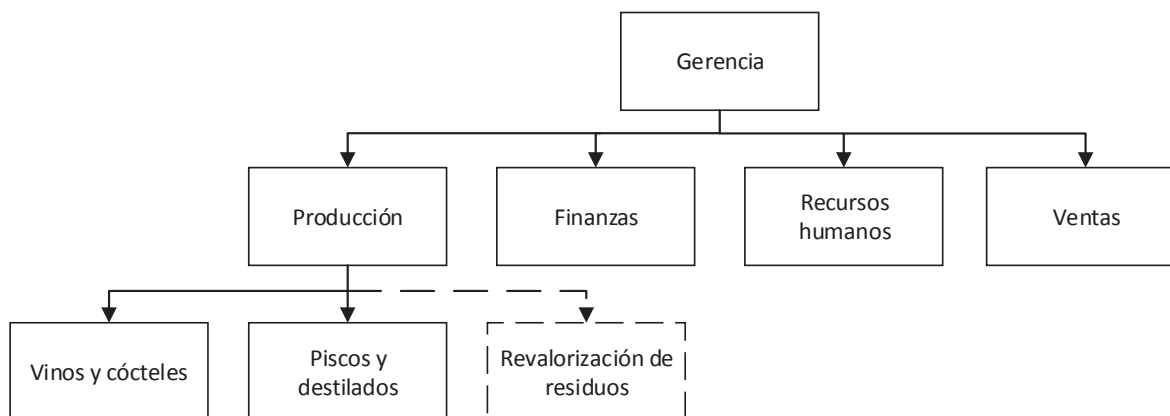 Gerencia
Producción
Finanzas
Recursos
humanos
Ventas
Vinos y cócteles
Piscos y
destilados
Revalorización de
residuos